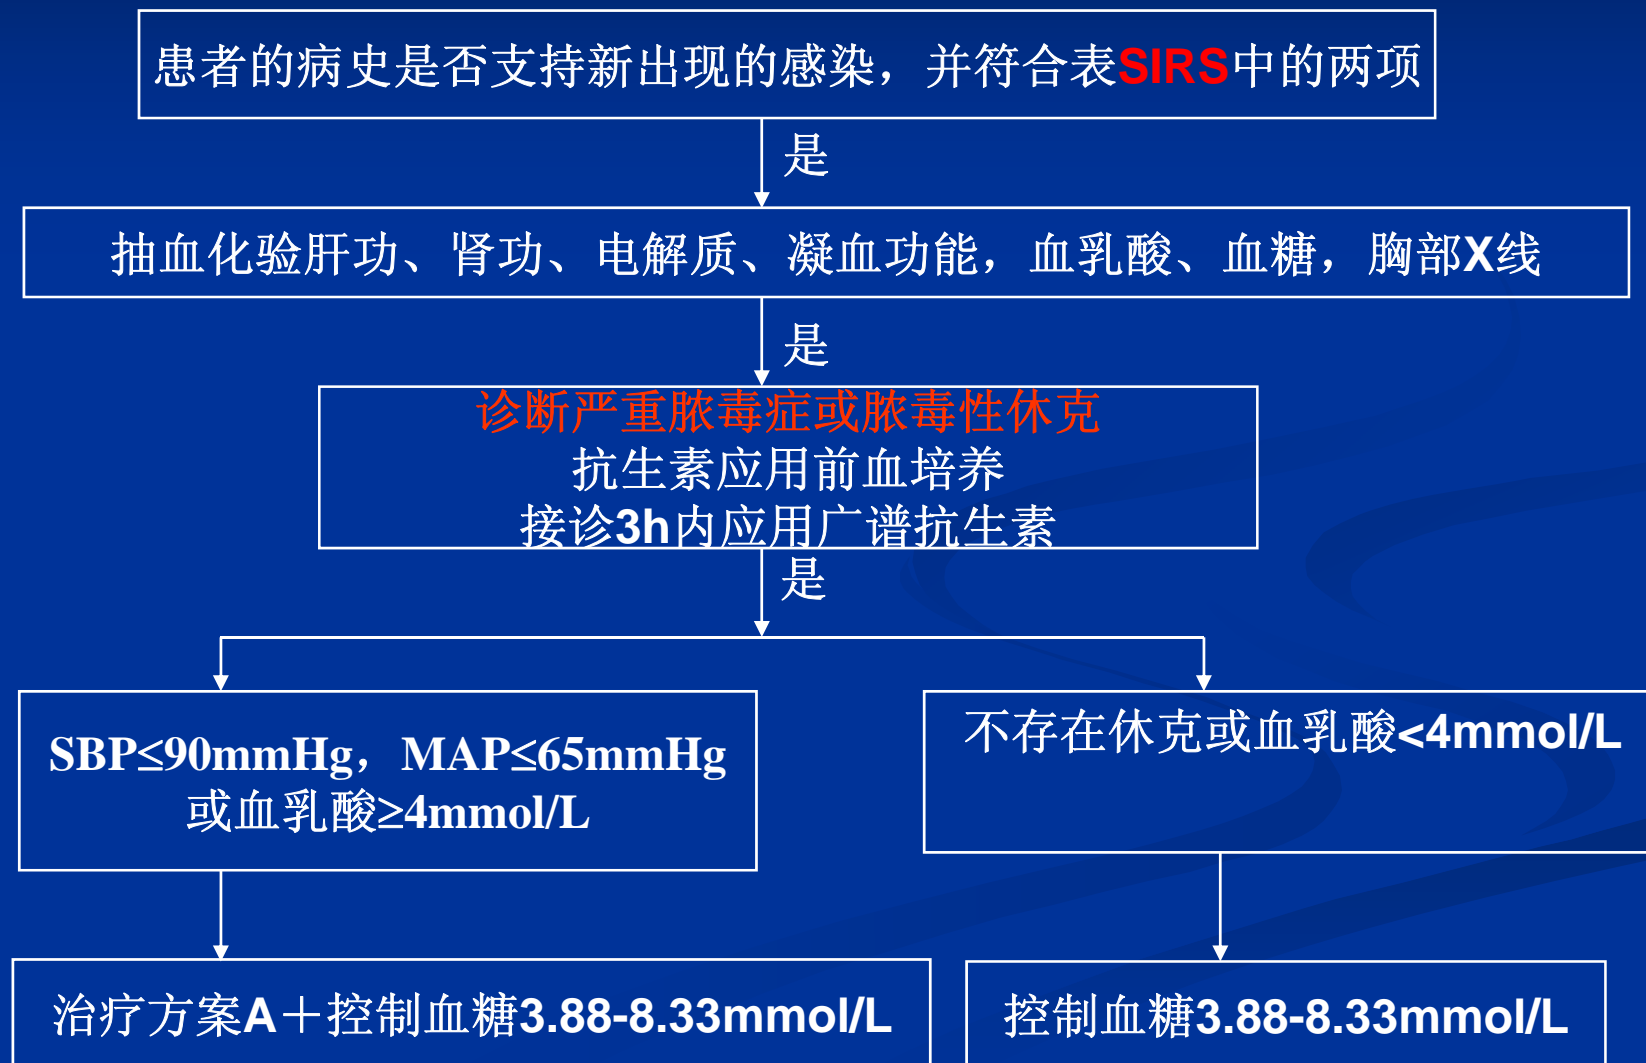 患者的病史是否支持新出现的感染，并符合表SIRS中的两项
是
抽血化验肝功、肾功、电解质、凝血功能，血乳酸、血糖，胸部X线
是
诊断严重脓毒症或脓毒性休克
抗生素应用前血培养
接诊3h内应用广谱抗生素
是
SBP≤90mmHg，MAP≤65mmHg
或血乳酸≥4mmol/L
不存在休克或血乳酸<4mmol/L
治疗方案A＋控制血糖3.88-8.33mmol/L
控制血糖3.88-8.33mmol/L